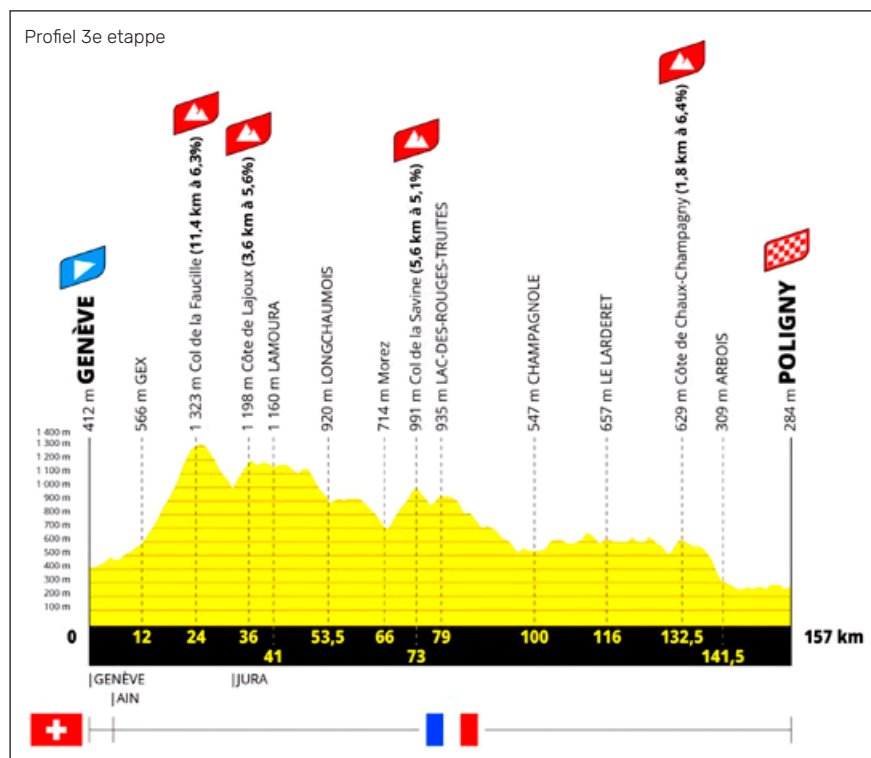 Profiel 3e etappe
412 m GENÈVE
566 m GEX
1 323 m Col de la Faucille (11,4 km à 6,3%)
1 198 m Côte de Lajoux (3,6 km à 5,6%)
1 160 m LAMOURA
920 m LONGCHAUMOIS
714 m Morez
991 m Col de la Savine (5,6 km à 5,1%)
935 m LAC-DES-ROUGES-TRUITES
547 m CHAMPAGNOLE
657 m LE LARDERET
629 m Côte de Chaux-Champagny (1,8 km à 6,4%)
309 m ARBOIS
284 m POLIGNY
1 400 m
1 300 m
1 200 m
1 100 m
1 000 m
900 m
800 m
700 m
600 m
500 m
400 m
300 m
200 m
100 m
0 12 24 36 53,5 66 79 100 116 132,5 157 km
41 73 141,5
|GENÈVE |JURA
|AIN